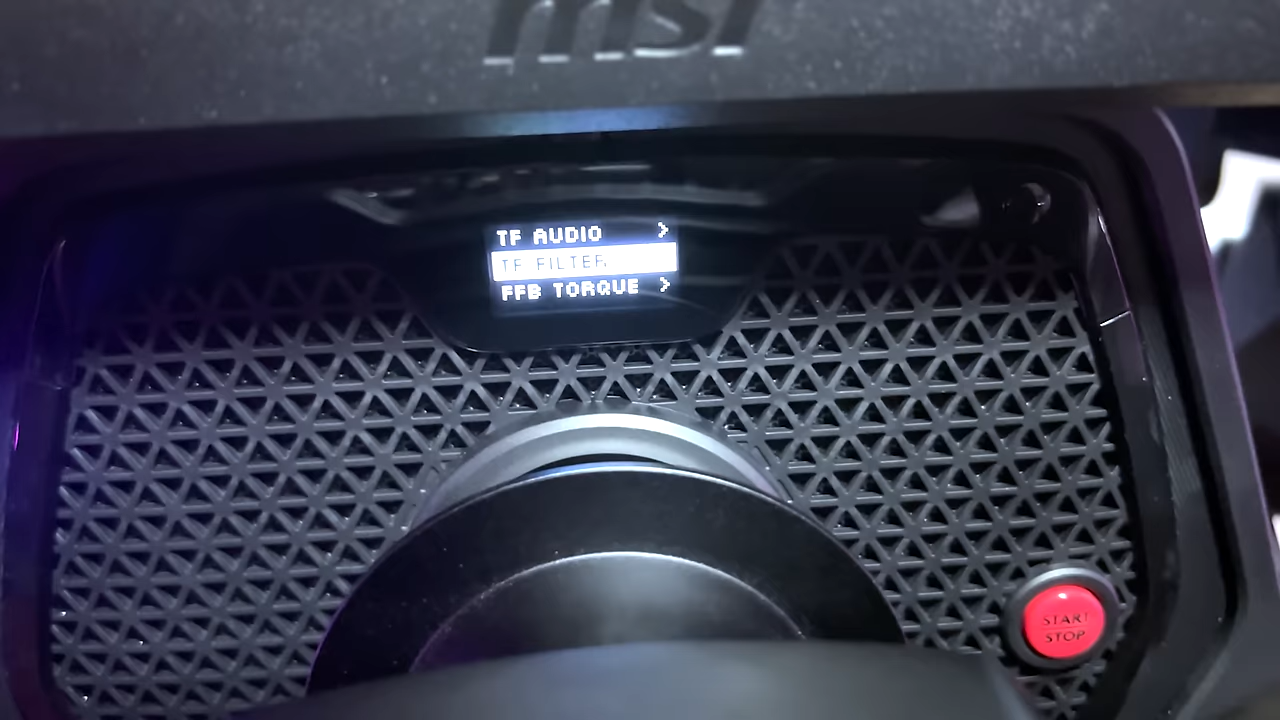 msi
TF AUDIO >
TF FILTER
FFB TORQUE >
START
STOP